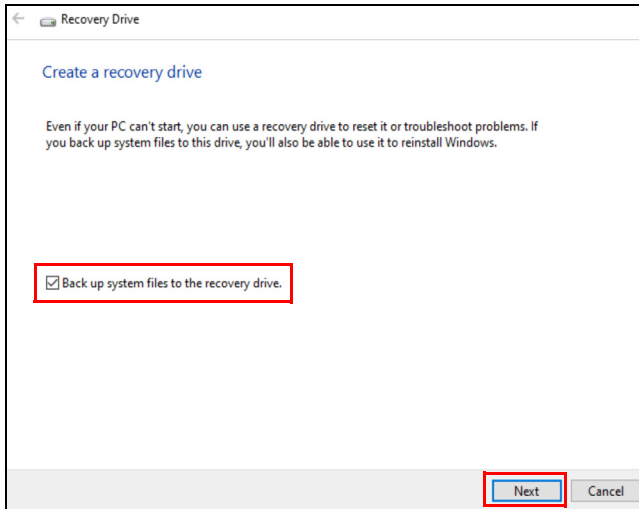 Recovery Drive
Create a recovery drive
Even if your PC can't start, you can use a recovery drive to reset it or troubleshoot problems. If
you back up system files to this drive, you'll also be able to use it to reinstall Windows.
Back up system files to the recovery drive.
Next Cancel